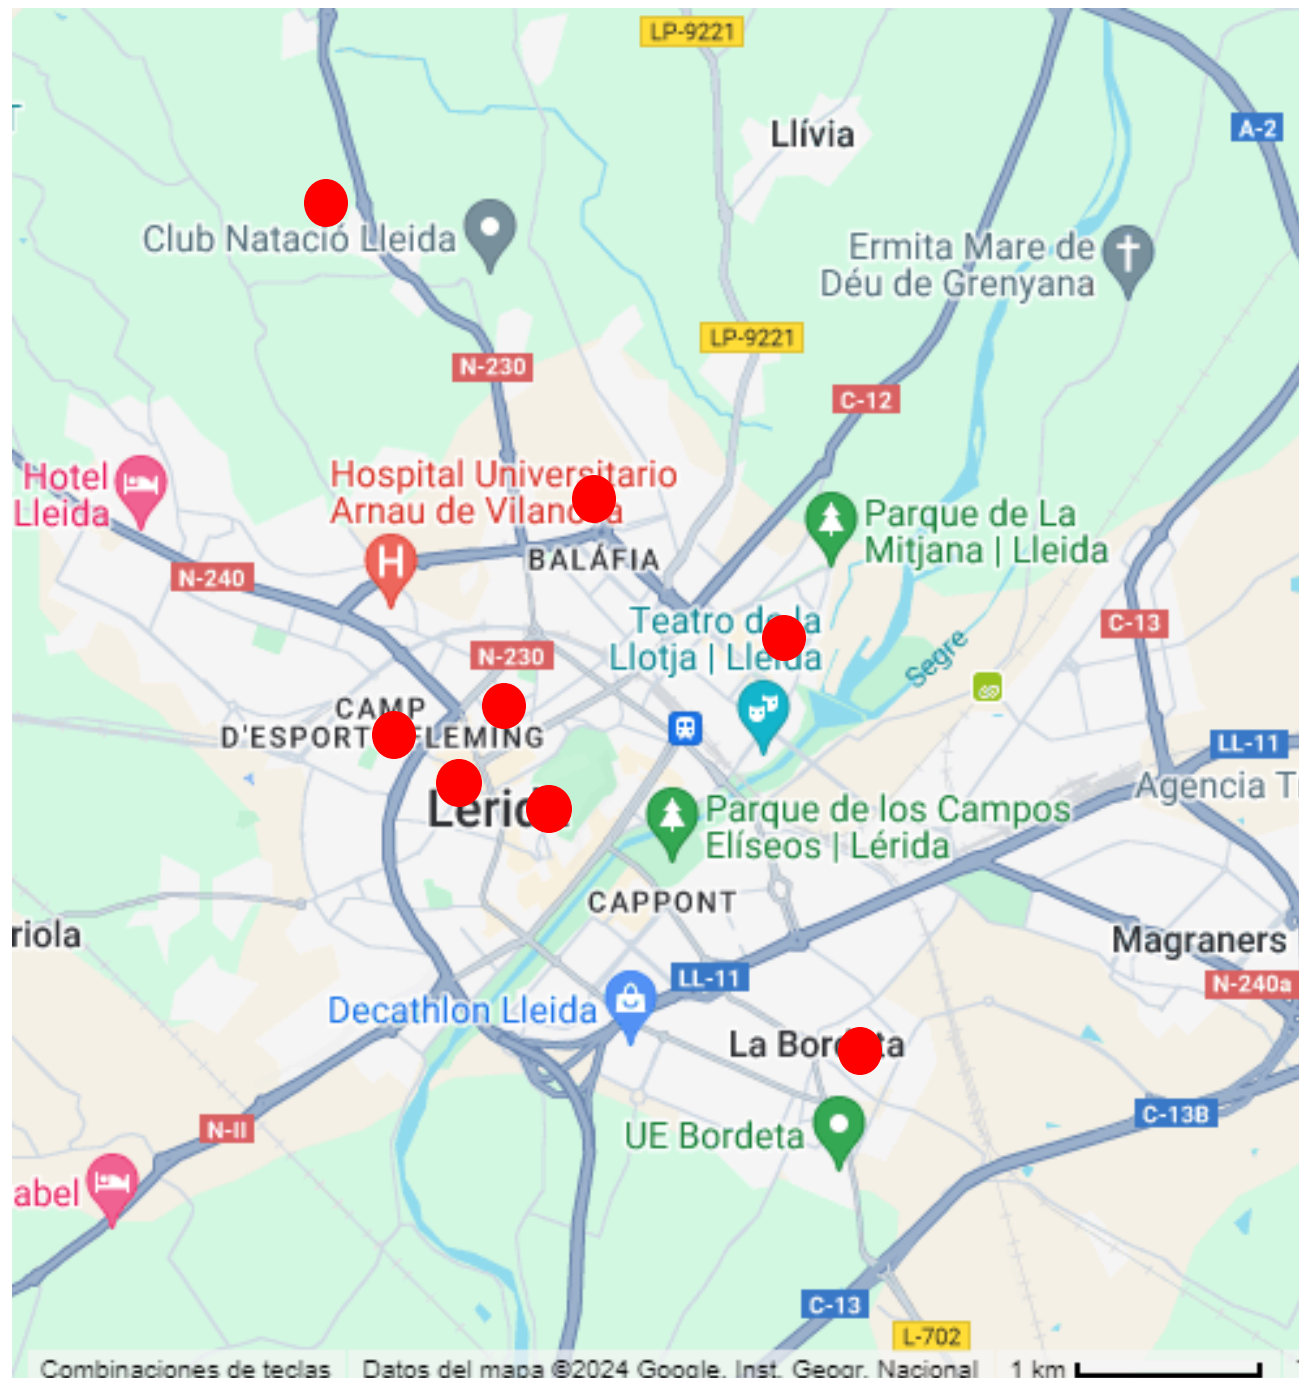 LP-9221
Llívia
A-2
Club Natació Lleida
Ermita Mare de
Déu de Grenyana
LP-9221
N-230
C-12
Hotel
Lleida
Hospital Universitario
Arnau de Vilanova
Parque de La
Mitjana | Lleida
BALÁFIA
N-240
C-13
Teatro de la
Llotja | Lleida
Segre
N-230
CAMP
D'ESPORTS FLEMING
LL-11
Agencia T
Lérida
Parque de los Campos
Elíseos | Lérida
CAPPONT
riola
Magraners
LL-11
N-240a
Decathlon Lleida
La Bordeta
C-13B
N-II
UE Bordeta
abel
C-13
L-702
Combinaciones de teclas
Datos del mapa ©2024 Google, Inst. Geogr. Nacional
1 km